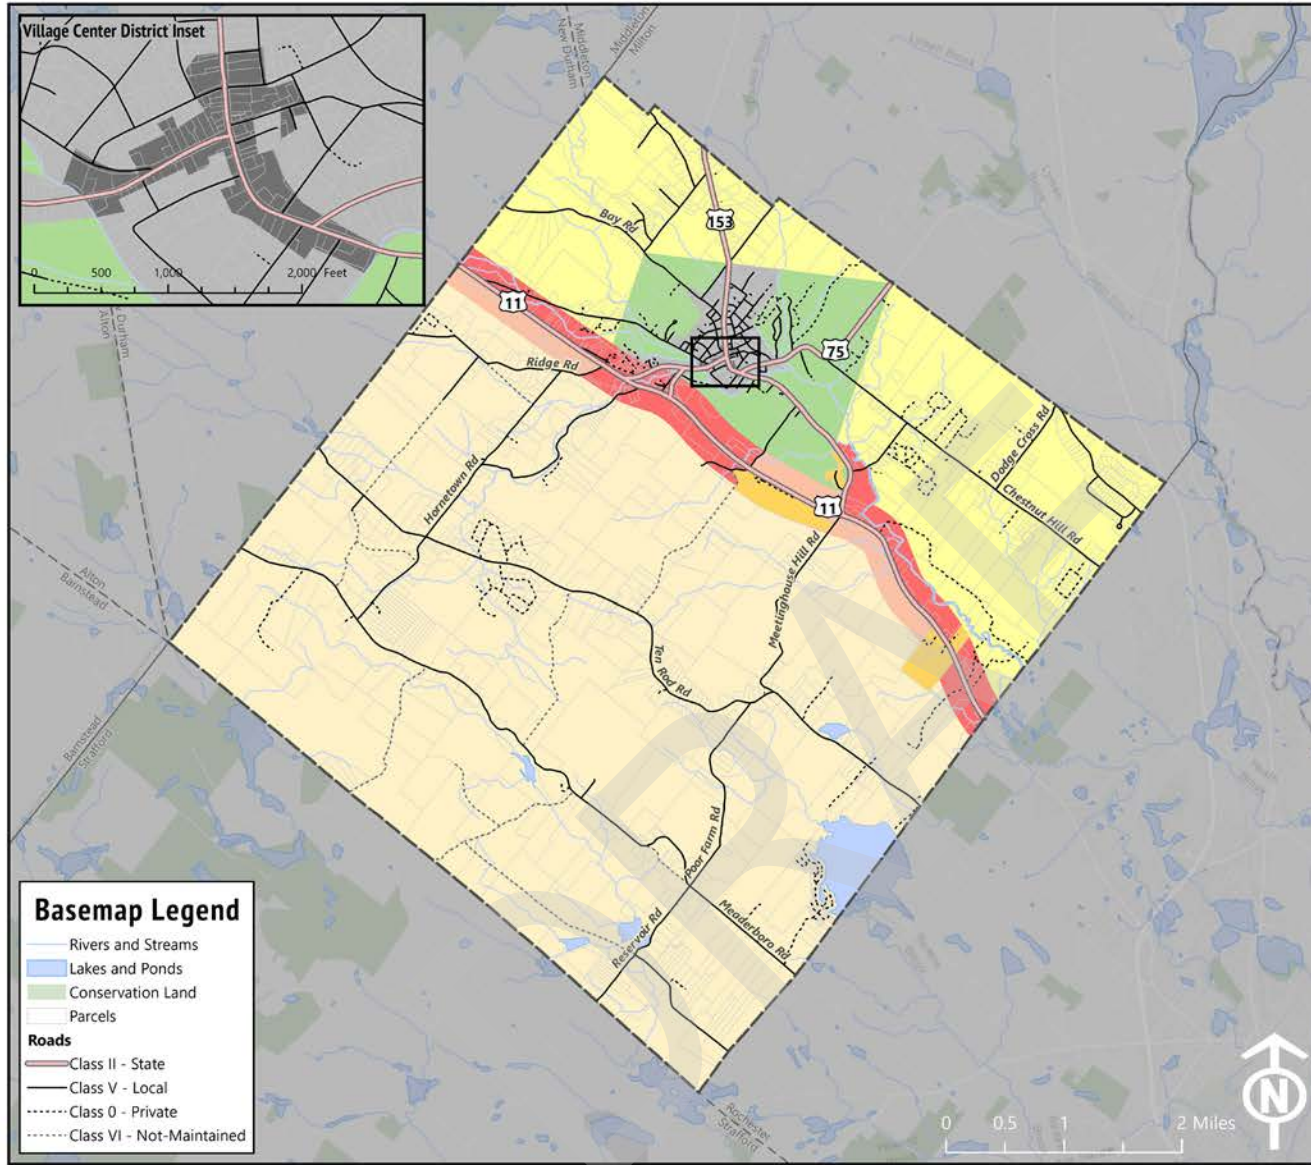 Village Center District Inset
0 500 1,000 2,000 Feet
Middleton
New Durham
Middleton
Milton
New Durham
Alton
Alton
Barnstead
Barnstead
Strafford
Rochester
Strafford
153
Bay Rd
11
75
Ridge Rd
Hornetown Rd
Dodge Cross Rd
Chestnut Hill Rd
11
Meetinghouse Hill Rd
Ten Rod Rd
Poor Farm Rd
Reservoir Rd
Meaderboro Rd
DRAFT
Basemap Legend
Rivers and Streams
Lakes and Ponds
Conservation Land
Parcels
Roads
Class II - State
Class V - Local
Class 0 - Private
Class VI - Not-Maintained
0 0.5 1 2 Miles
N